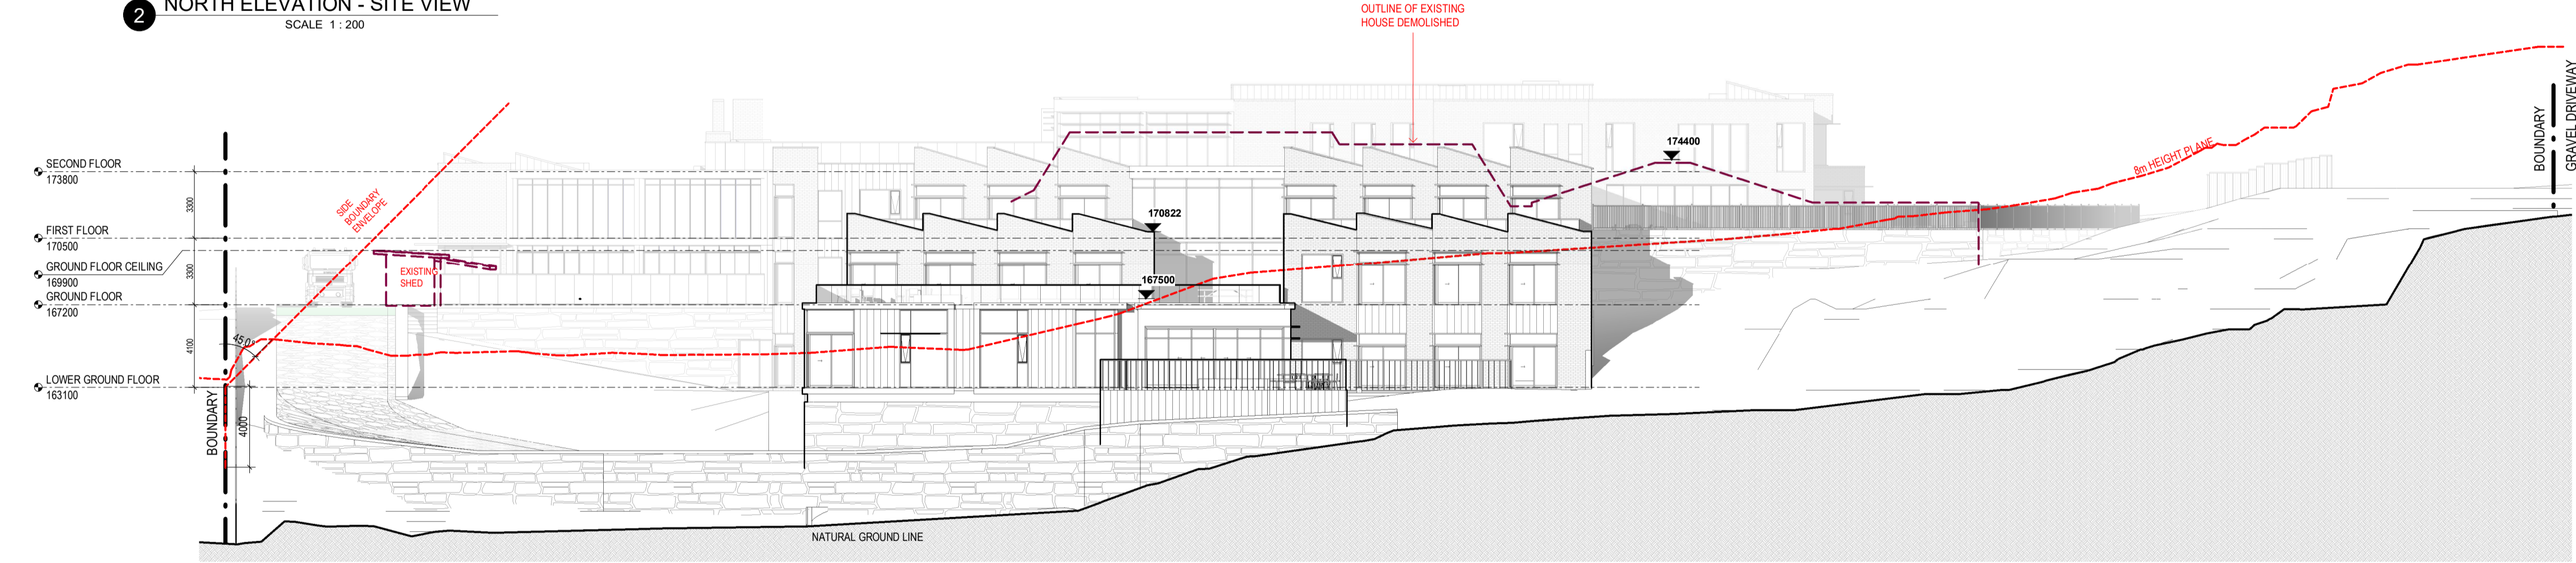 2
NORTH ELEVATION - SITE VIEW
SCALE 1 : 200
OUTLINE OF EXISTING
HOUSE DEMOLISHED
SECOND FLOOR
173800
3300
FIRST FLOOR
170500
GROUND FLOOR CEILING
169900
3300
GROUND FLOOR
167200
4100
LOWER GROUND FLOOR
163100
BOUNDARY
4000
45.0°
SIDE
BOUNDARY
ENVELOPE
EXISTING
SHED
170822
167500
174400
8m HEIGHT PLANE
BOUNDARY
GRAVEL DRIVEWAY
NATURAL GROUND LINE